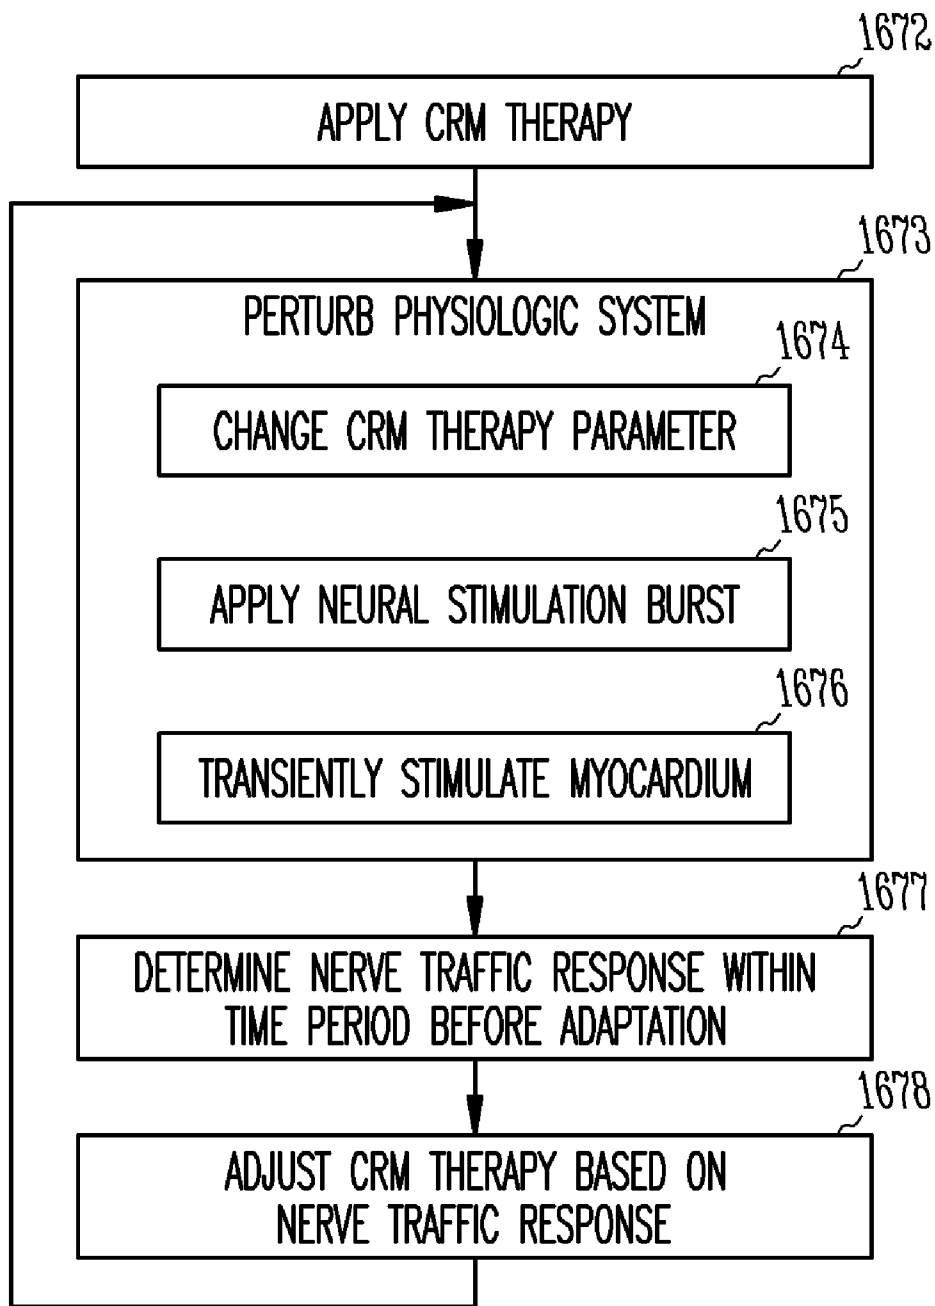 1672
APPLY CRM THERAPY
1673
PERTURB PHYSIOLOGIC SYSTEM
1674
CHANGE CRM THERAPY PARAMETER
1675
APPLY NEURAL STIMULATION BURST
1676
TRANSIENTLY STIMULATE MYOCARDIUM
1677
DETERMINE NERVE TRAFFIC RESPONSE WITHIN
TIME PERIOD BEFORE ADAPTATION
1678
ADJUST CRM THERAPY BASED ON
NERVE TRAFFIC RESPONSE